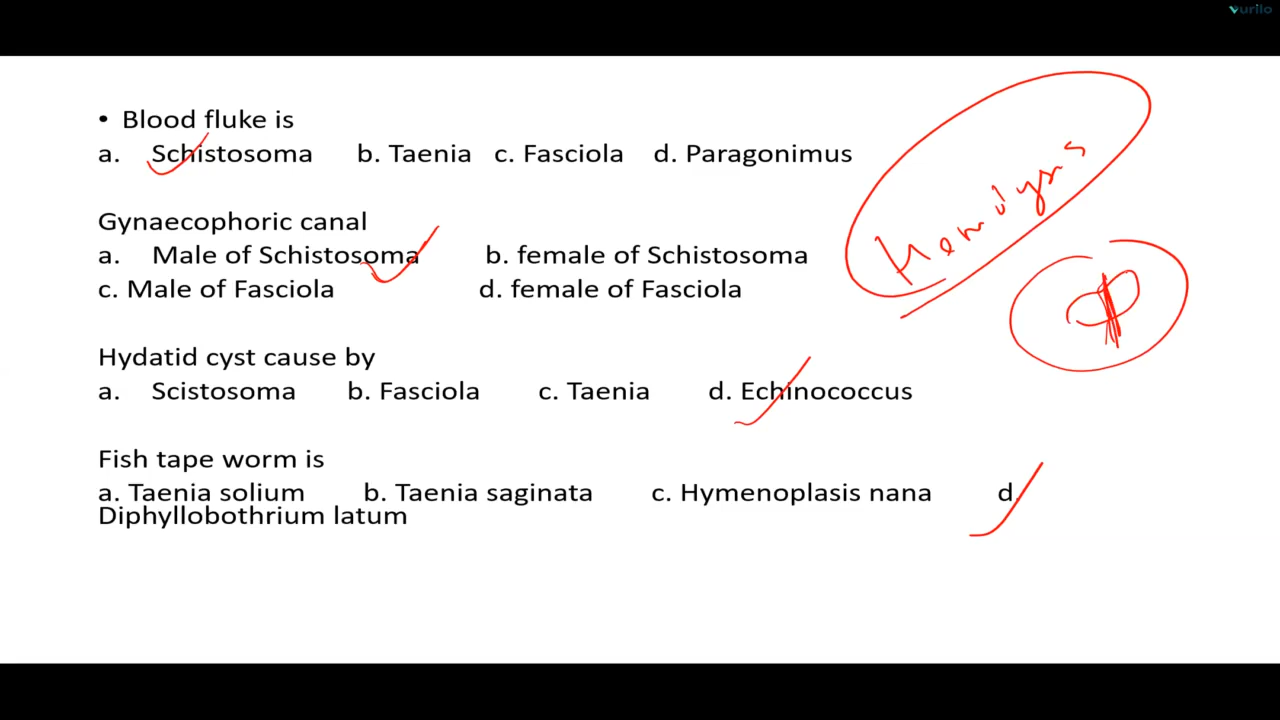 vurilo
• Blood fluke is
a. Schistosoma b. Taenia c. Fasciola d. Paragonimus
Gynaecophoric canal
a. Male of Schistosoma b. female of Schistosoma
c. Male of Fasciola d. female of Fasciola
Hydatid cyst cause by
a. Scistosoma b. Fasciola c. Taenia d. Echinococcus
Fish tape worm is
a. Taenia solium b. Taenia saginata c. Hymenoplasis nana d.
Diphyllobothrium latum